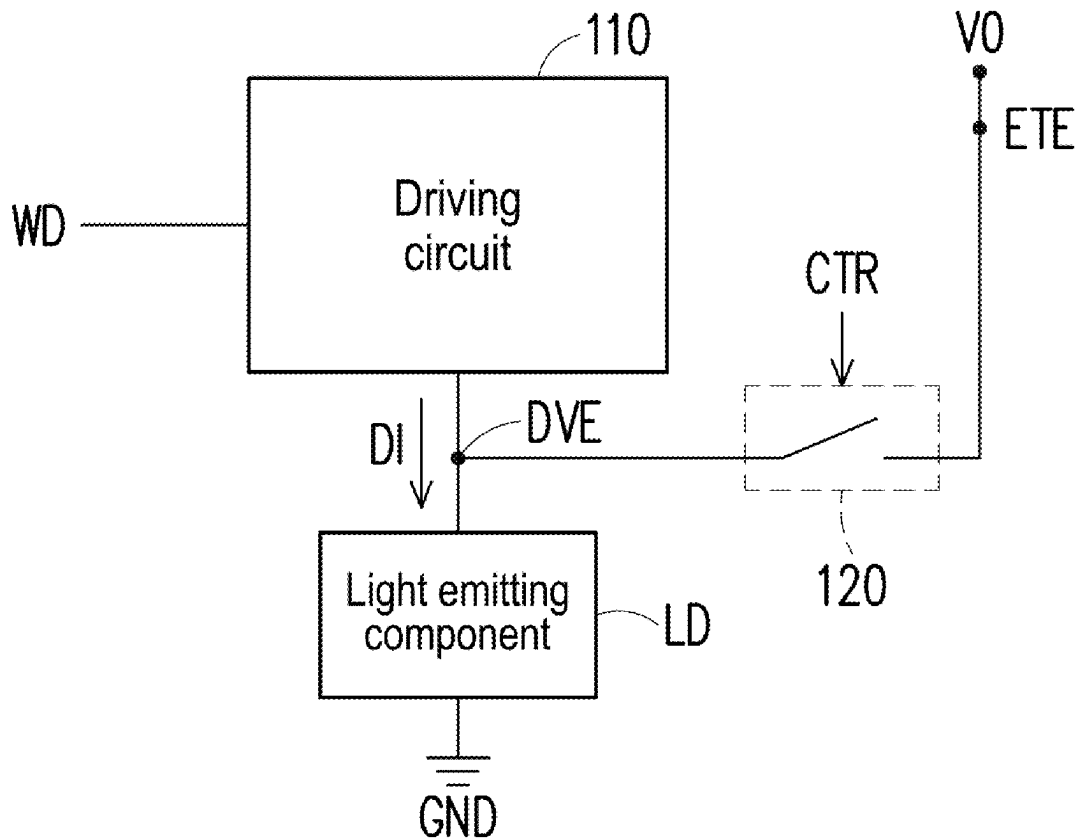 110
V0
ETE
Driving
circuit
WD
CTR
DI
DVE
120
Light emitting
component
LD
GND